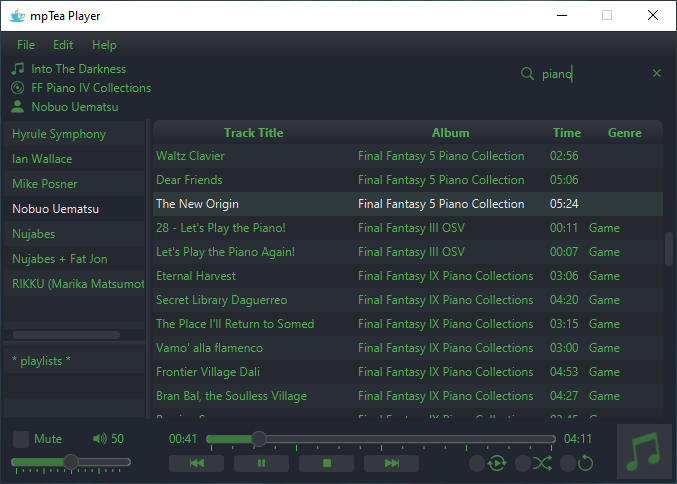 mpTea Player
File Edit Help
Into The Darkness
FF Piano IV Collections
Nobuo Uematsu
piano
Hyrule Symphony
Ian Wallace
Mike Posner
Nobuo Uematsu
Nujabes
Nujabes + Fat Jon
RIKKU (Marika Matsumot
* playlists *
Track Title Album Time Genre
Waltz Clavier Final Fantasy 5 Piano Collection 02:56
Dear Friends Final Fantasy 5 Piano Collection 05:06
The New Origin Final Fantasy 5 Piano Collection 05:24
28 - Let's Play the Piano! Final Fantasy III OSV 00:11 Game
Let's Play the Piano Again! Final Fantasy III OSV 00:07 Game
Eternal Harvest Final Fantasy IX Piano Collections 03:06 Game
Secret Library Daguerreo Final Fantasy IX Piano Collections 04:20 Game
The Place I'll Return to Somed Final Fantasy IX Piano Collections 03:15 Game
Vamo' alla flamenco Final Fantasy IX Piano Collections 03:00 Game
Frontier Village Dali Final Fantasy IX Piano Collections 04:53 Game
Bran Bal, the Soulless Village Final Fantasy IX Piano Collections 04:27 Game
Final Fantasy IX Piano Collections Game
Mute 50 00:41 04:11